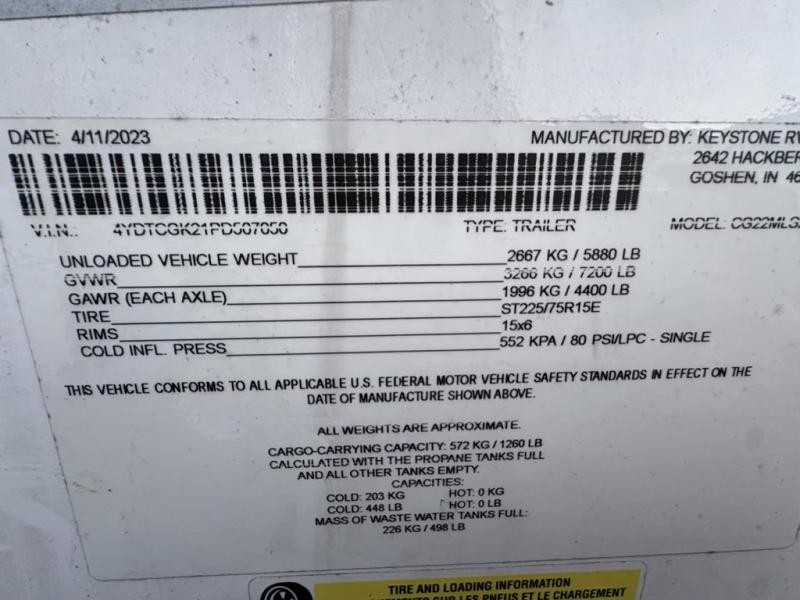 DATE: 4/11/2023 MANUFACTURED BY: KEYSTONE RV
2642 HACKBER
GOSHEN, IN 46
V.I.N.: 4YDTCGK21PD507050 TYPE: TRAILER MODEL: CG22MLS
UNLOADED VEHICLE WEIGHT 2667 KG / 5880 LB
GVWR 3266 KG / 7200 LB
GAWR (EACH AXLE) 1996 KG / 4400 LB
TIRE ST225/75R15E
RIMS 15x6
COLD INFL. PRESS 552 KPA / 80 PSI/LPC - SINGLE
THIS VEHICLE CONFORMS TO ALL APPLICABLE U.S. FEDERAL MOTOR VEHICLE SAFETY STANDARDS IN EFFECT ON THE
DATE OF MANUFACTURE SHOWN ABOVE.
ALL WEIGHTS ARE APPROXIMATE.
CARGO-CARRYING CAPACITY: 572 KG / 1260 LB
CALCULATED WITH THE PROPANE TANKS FULL
AND ALL OTHER TANKS EMPTY.
CAPACITIES:
COLD: 203 KG HOT: 0 KG
COLD: 448 LB HOT: 0 LB
MASS OF WASTE WATER TANKS FULL:
226 KG / 498 LB
TIRE AND LOADING INFORMATION
SUR LES PNEUS ET LE CHARGEMENT